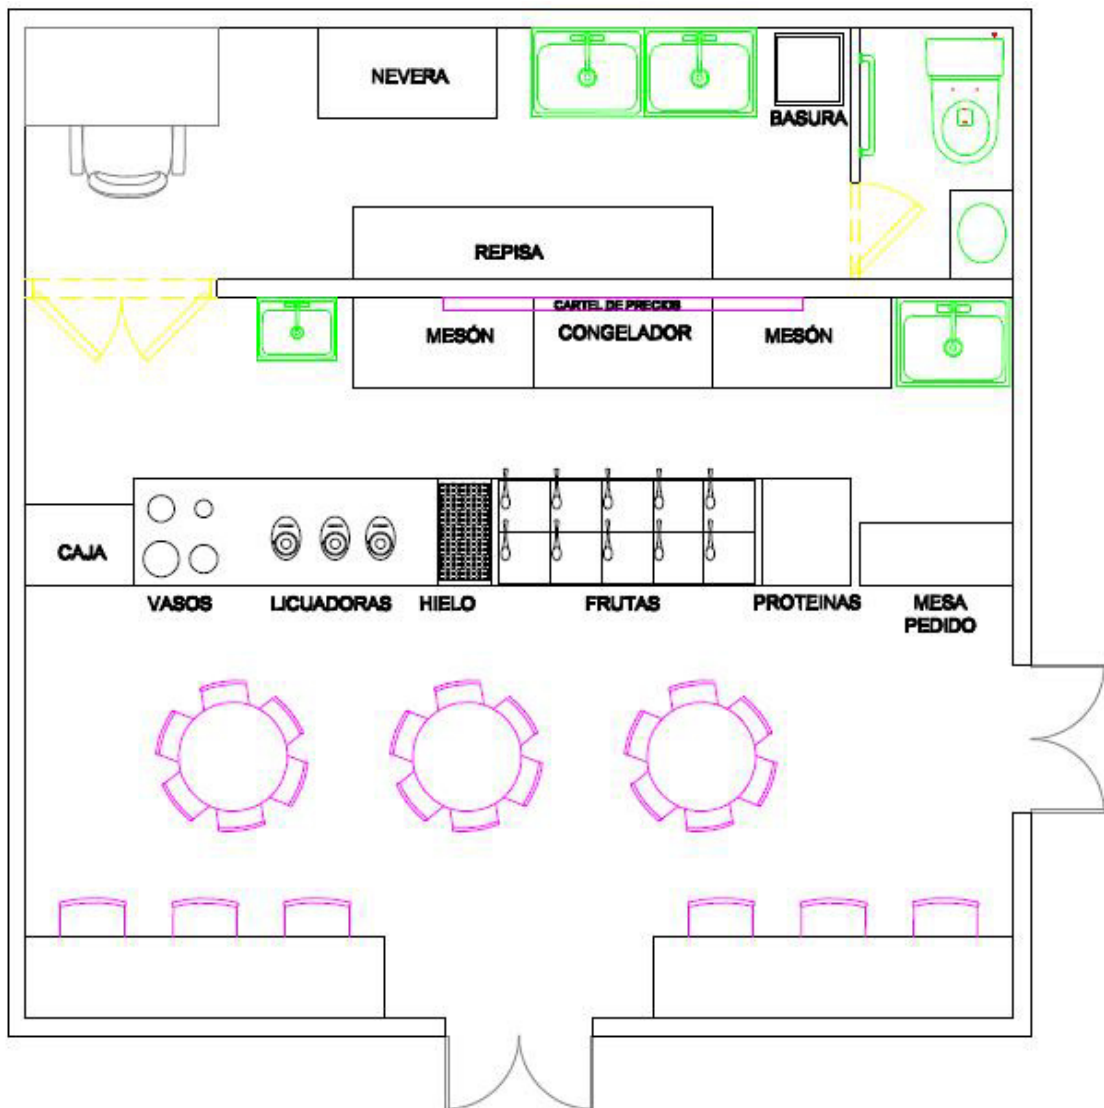 NEVERA
BASURA
REPISA
CARTEL DE PRECIOS
MESÓN
CONGELADOR
MESÓN
CAJA
VASOS
LICUADORAS
HIELO
FRUTAS
PROTEINAS
MESA
PEDIDO